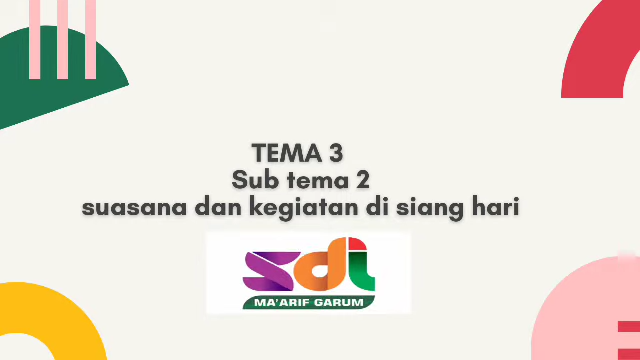 TEMA 3
Sub tema 2
suasana dan kegiatan di siang hari
sdi
MA'ARIF GARUM